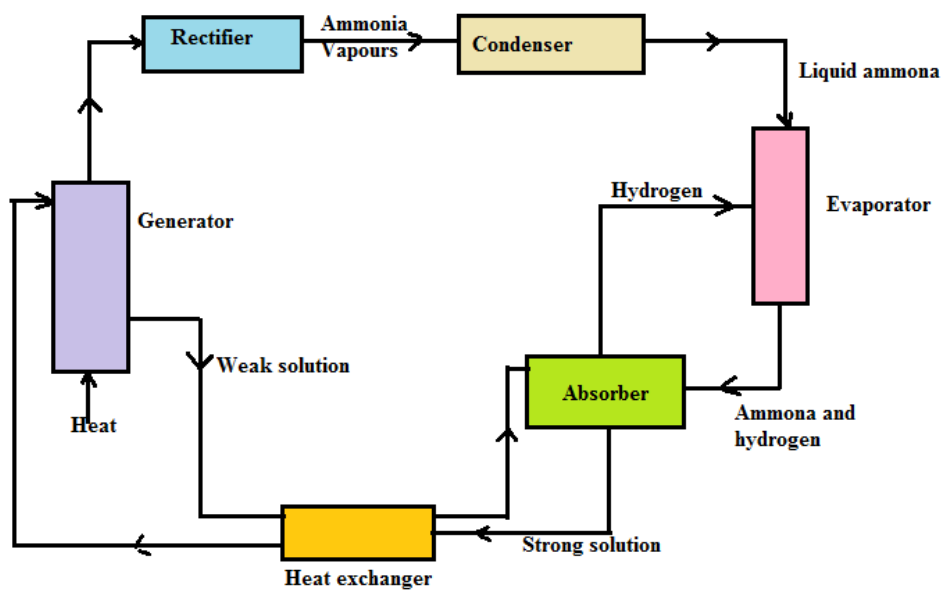 Ammonia
Vapours
Rectifier
Condenser
Liquid ammona
Hydrogen
Evaporator
Generator
Weak solution
Absorber
Heat
Ammona and
hydrogen
Strong solution
Heat exchanger